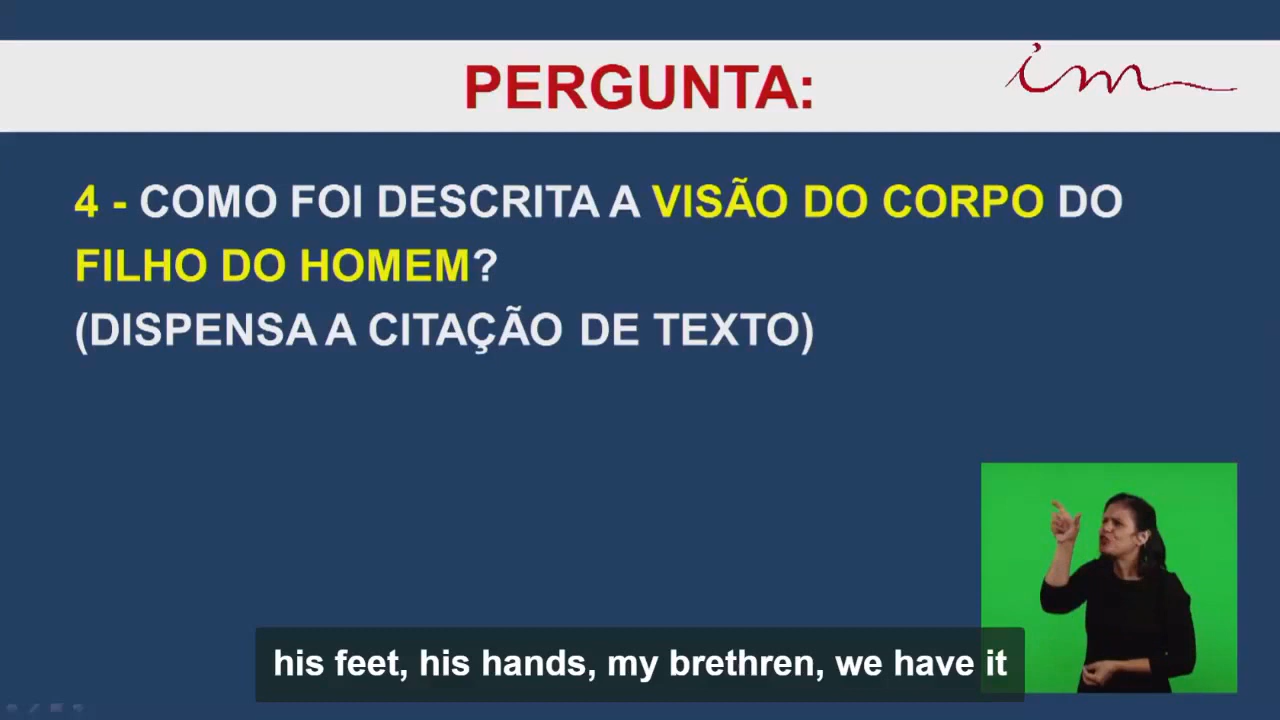 PERGUNTA:
im
4 - COMO FOI DESCRITA A VISÃO DO CORPO DO
FILHO DO HOMEM?
(DISPENSA A CITAÇÃO DE TEXTO)
his feet, his hands, my brethren, we have it